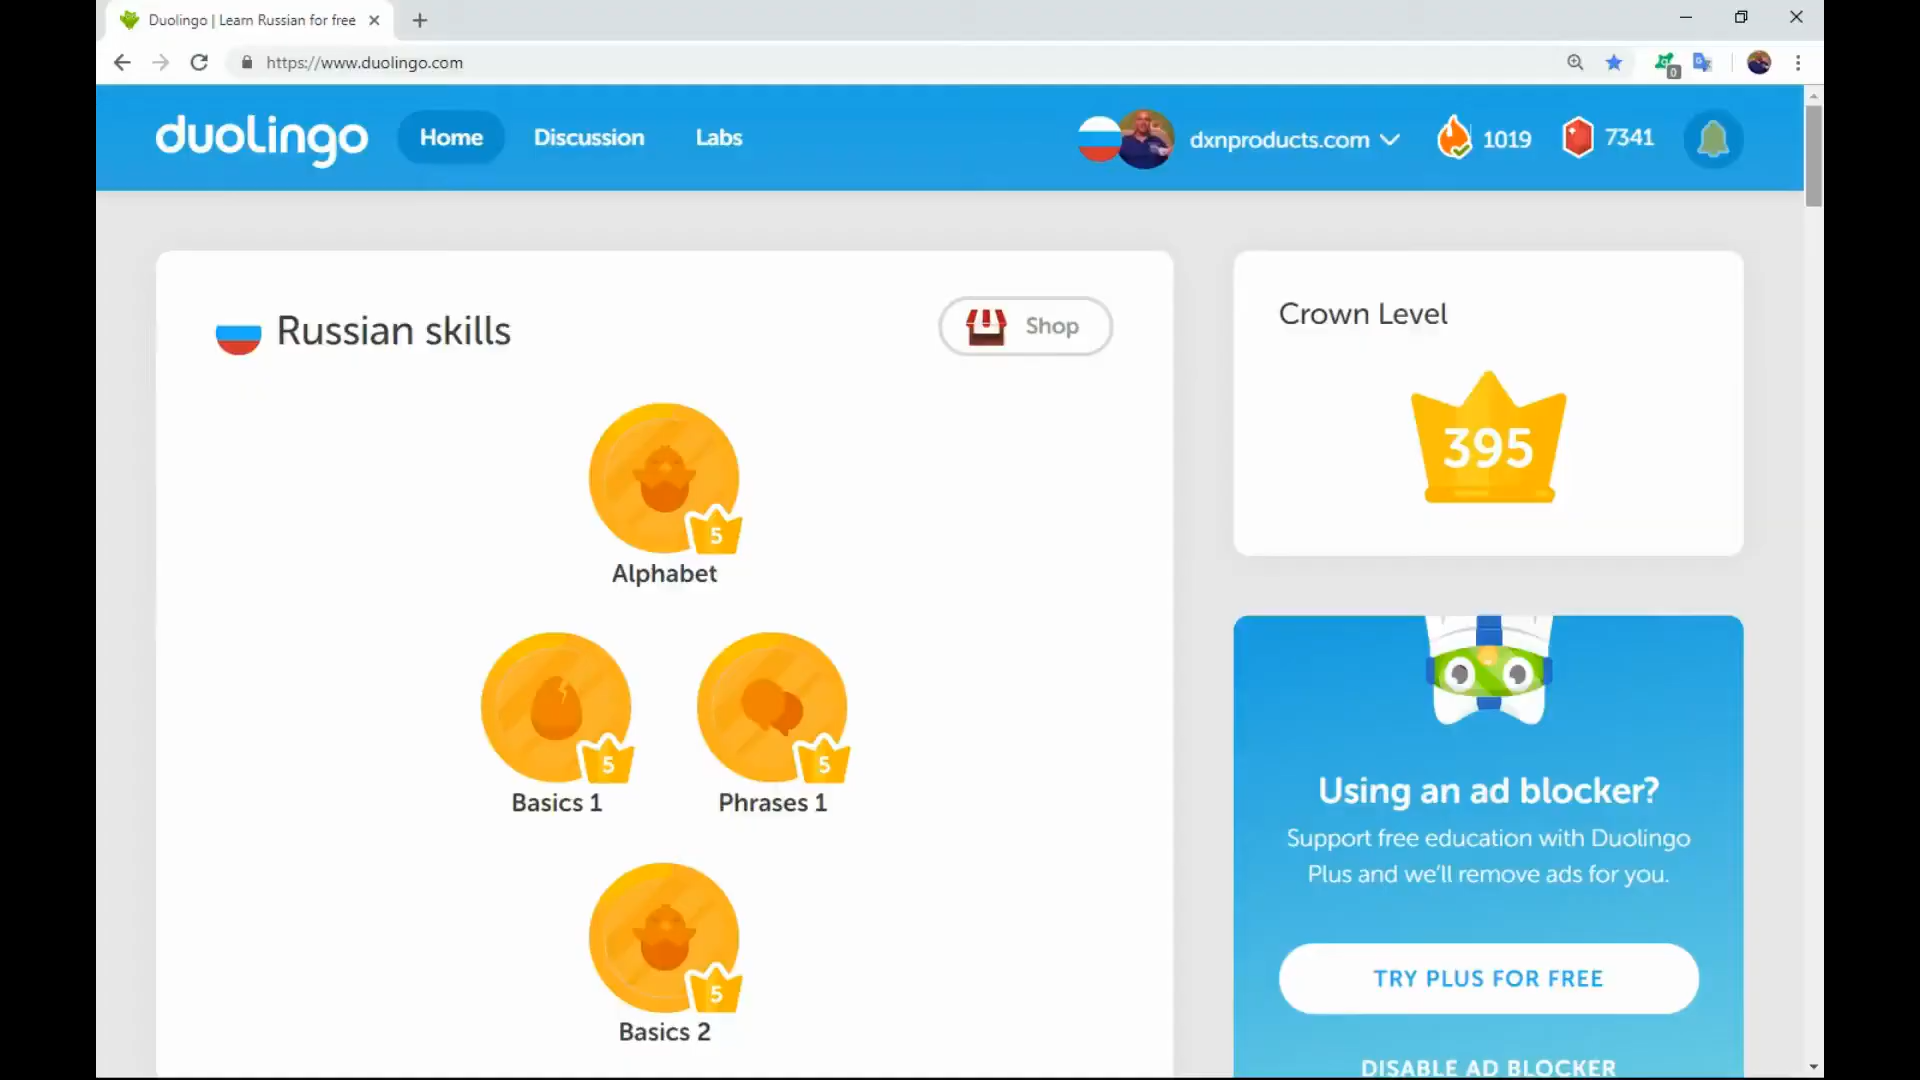 Duolingo | Learn Russian for free
https://www.duolingo.com
0
duolingo
Home
Discussion
Labs
dxnproducts.com
1019
7341
Russian skills
Shop
Crown Level
395
5
Alphabet
5
5
Basics 1
Phrases 1
5
Basics 2
Using an ad blocker?
Support free education with Duolingo
Plus and we'll remove ads for you.
TRY PLUS FOR FREE
DISABLE AD BLOCKER